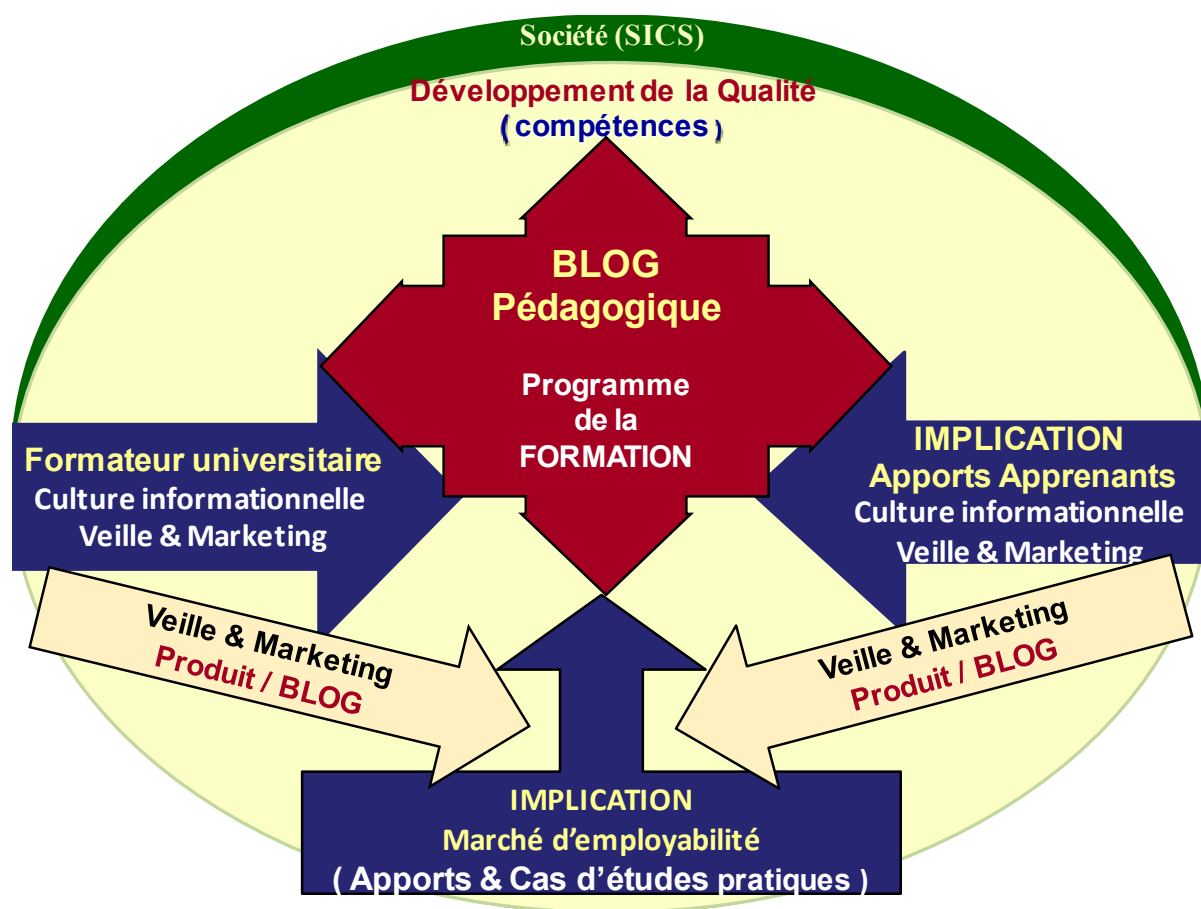 Société (SICS)
Développement de la Qualité
( compétences )
BLOG
Pédagogique
Programme
de la
FORMATION
Formateur universitaire
Culture informationnelle
Veille & Marketing
IMPLICATION
Apports Apprenants
Culture informationnelle
Veille & Marketing
Veille & Marketing
Produit / BLOG
Veille & Marketing
Produit / BLOG
IMPLICATION
Marché d’employabilité
( Apports & Cas d’études pratiques )